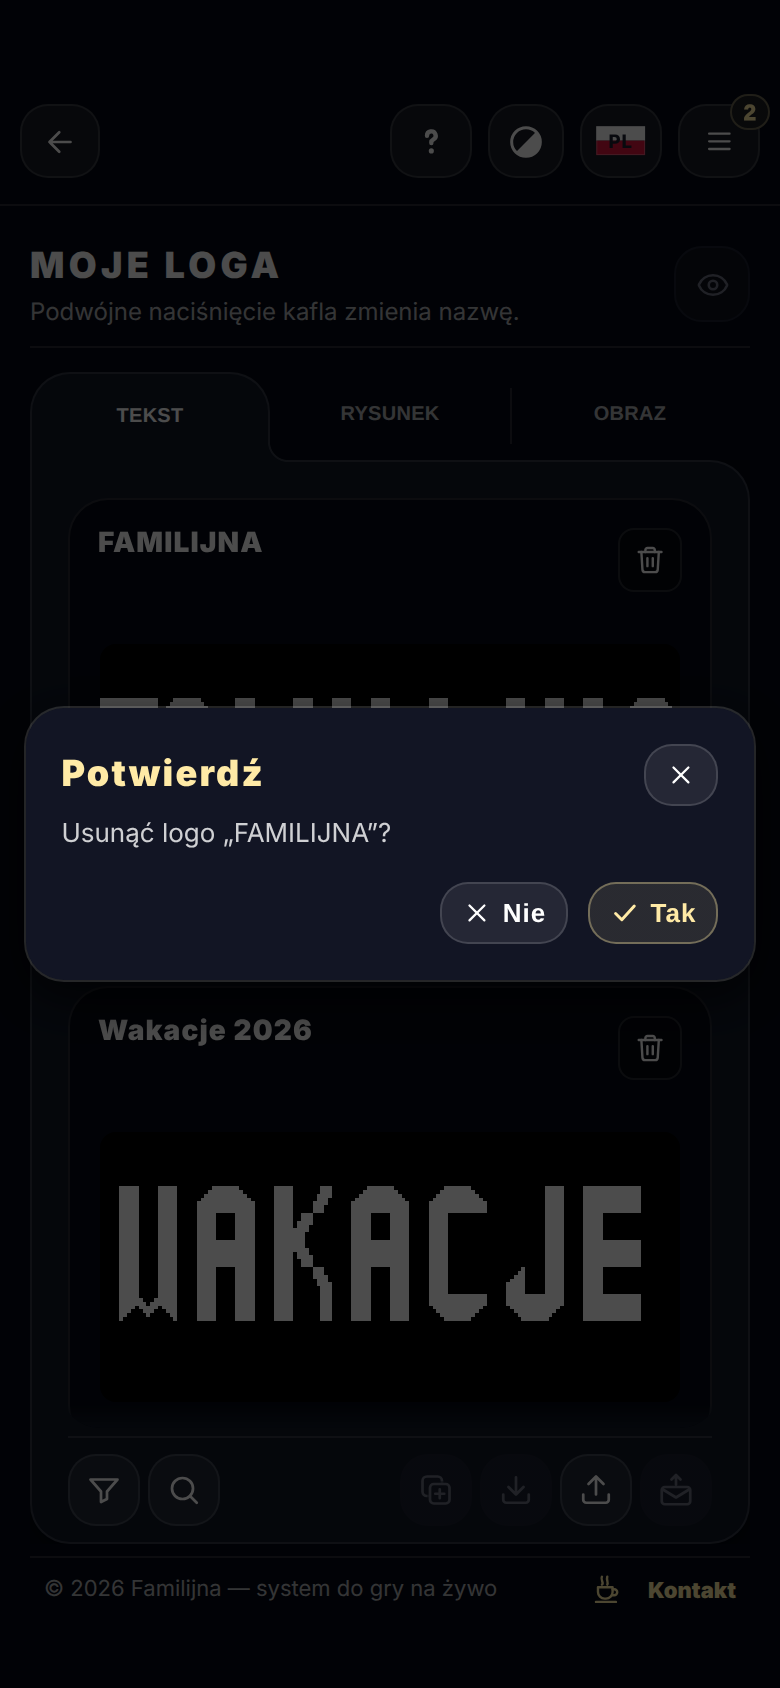 ?
PL
2
MOJE LOGA
Podwójne naciśnięcie kafla zmienia nazwę.
TEKST
RYSUNEK
OBRAZ
FAMILIJNA
Potwierdź
Usunąć logo „FAMILIJNA”?
Nie
Tak
Wakacje 2026
WAKACJE
© 2026 Familijna — system do gry na żywo
Kontakt